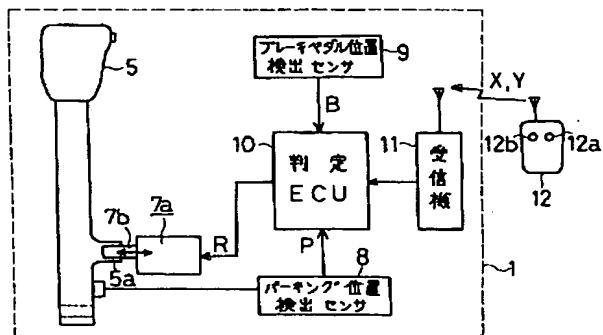 ブレーキペダル位置
検出センサ
9
5
X,Y
B
10
11
判定
ECU
受信機
12b
12a
12
7a
7b
R
5a
P
8
パーキング位置
検出センサ
1